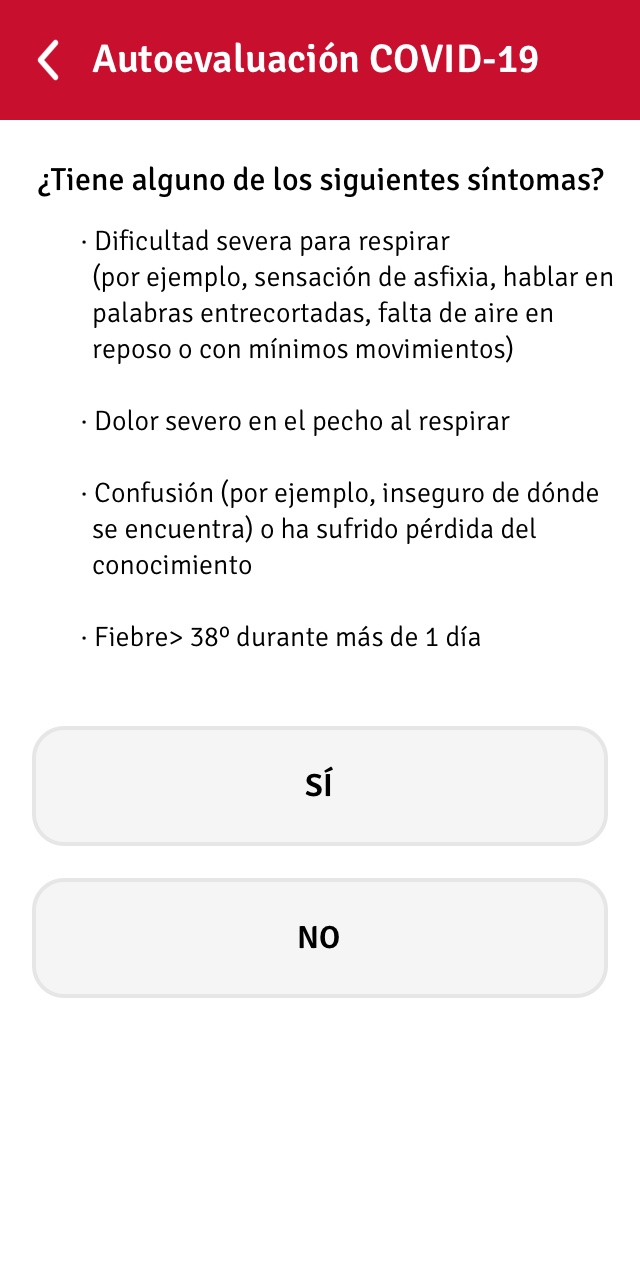 Autoevaluación COVID-19
¿Tiene alguno de los siguientes síntomas?
· Dificultad severa para respirar
(por ejemplo, sensación de asfixia, hablar en
palabras entrecortadas, falta de aire en
reposo o con mínimos movimientos)
· Dolor severo en el pecho al respirar
· Confusión (por ejemplo, inseguro de dónde
se encuentra) o ha sufrido pérdida del
conocimiento
· Fiebre> 38º durante más de 1 día
SÍ
NO